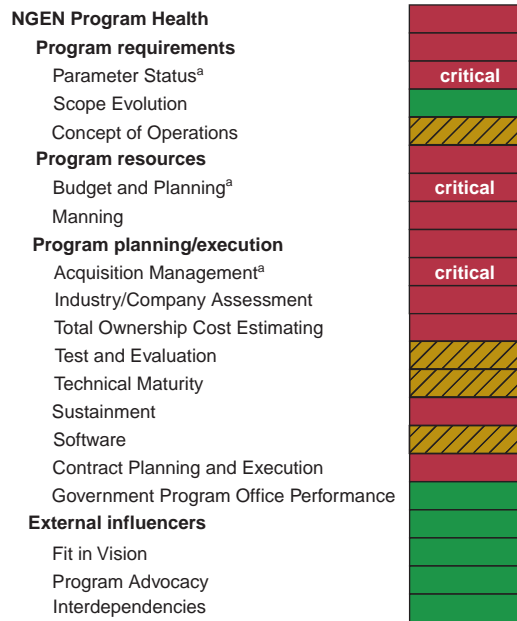 NGEN Program Health
Program requirements
Parameter Statusᵃ critical
Scope Evolution
Concept of Operations
Program resources
Budget and Planningᵃ critical
Manning
Program planning/execution
Acquisition Managementᵃ critical
Industry/Company Assessment
Total Ownership Cost Estimating
Test and Evaluation
Technical Maturity
Sustainment
Software
Contract Planning and Execution
Government Program Office Performance
External influencers
Fit in Vision
Program Advocacy
Interdependencies